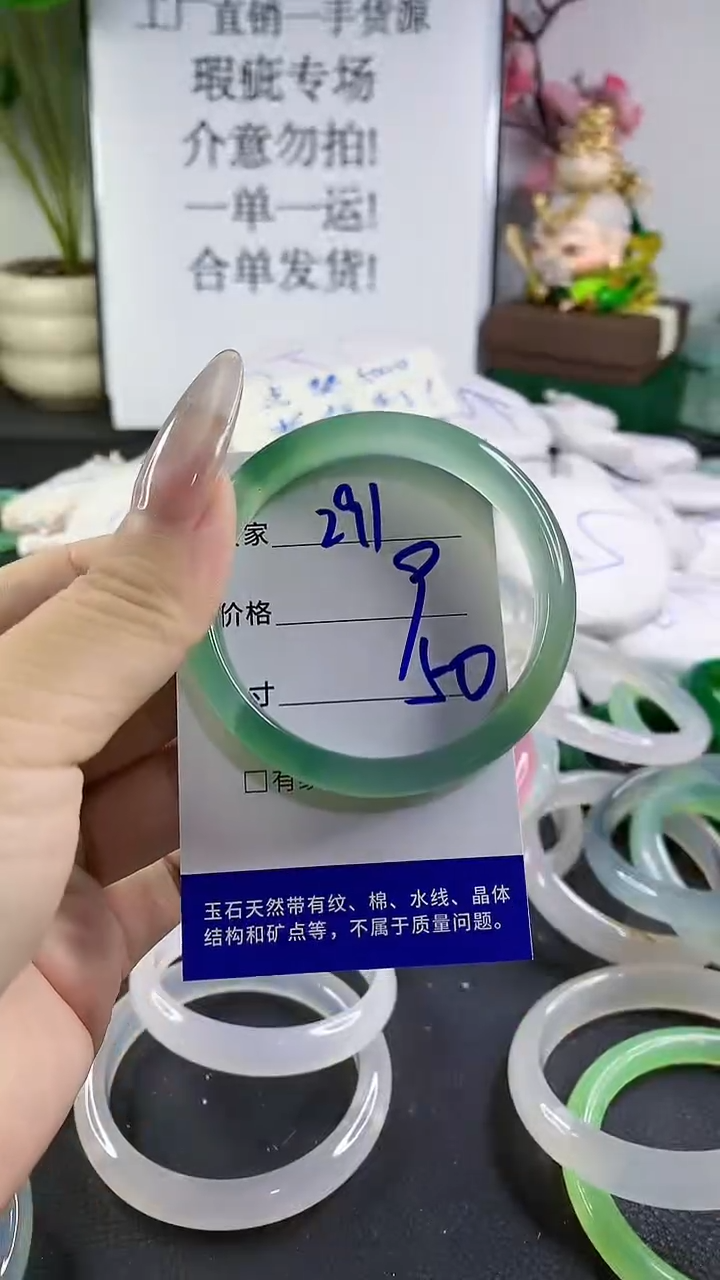 工厂直销一手货源
瑕疵专场
介意勿拍!
一单一运!
合单发货!
家 291
价格 9
寸 50
□有
玉石天然带有纹、棉、水线、晶体
结构和矿点等，不属于质量问题。